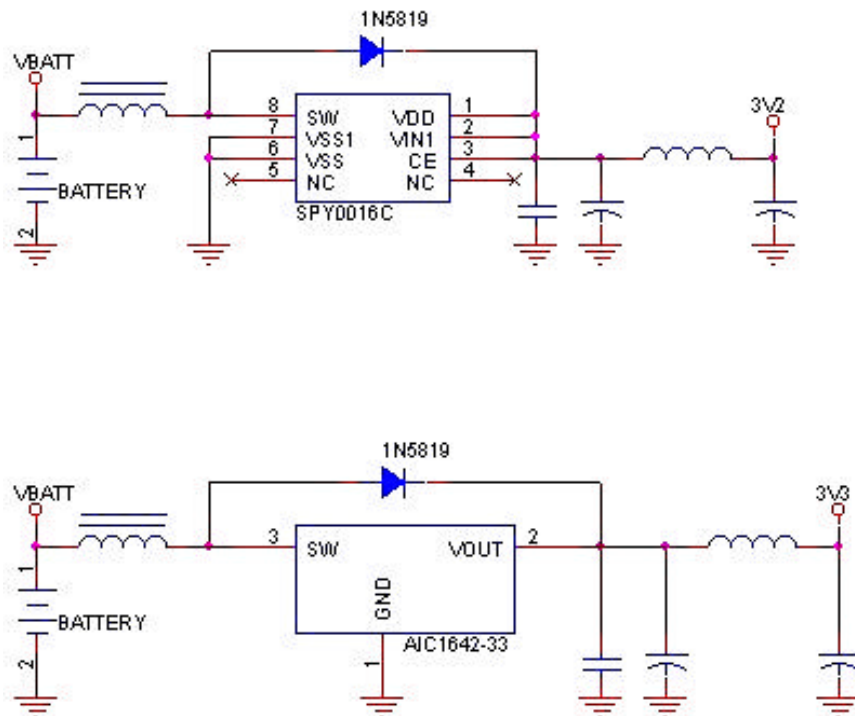 1N5819
VBATT
8 SW VDD 1
7 VSS1 VIN1 2
6 VSS CE 3
5 NC NC 4
3V2
1
BATTERY
2
SPY0016C
1N5819
VBATT
3V3
3 SW VOUT 2
1
BATTERY
GND
2
AIC1642-33
1